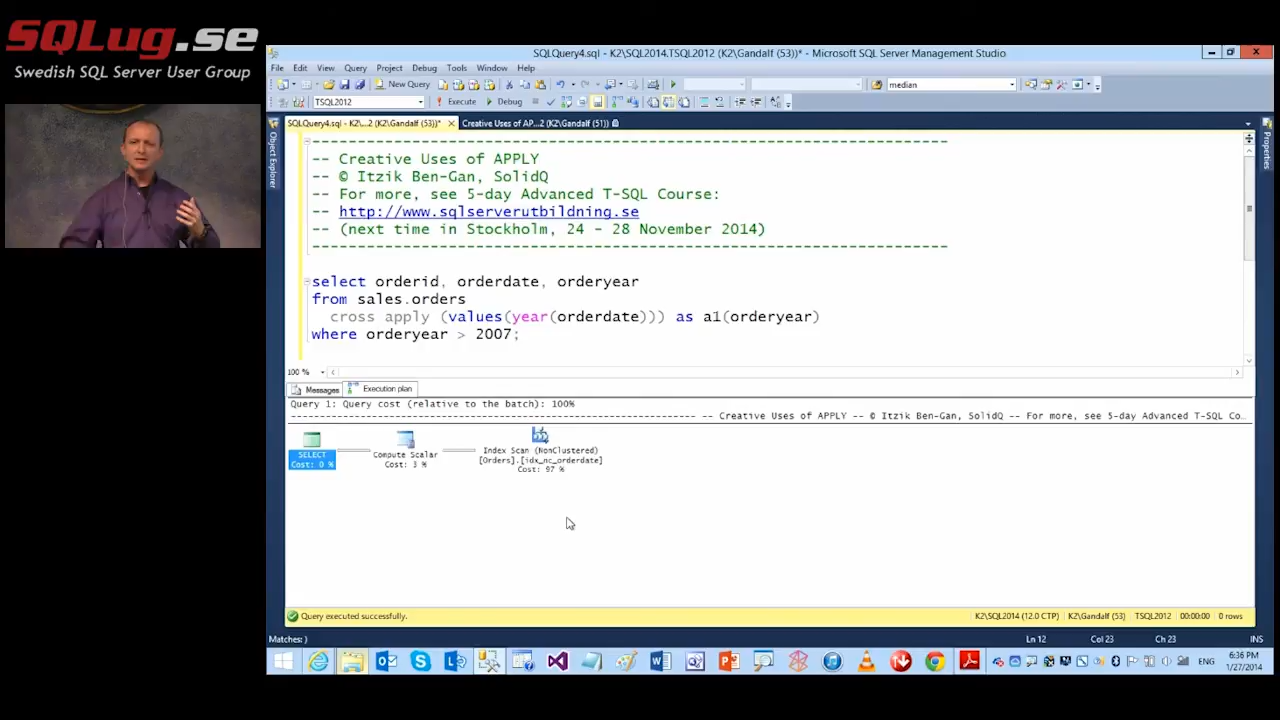 SQLug.se
Swedish SQL Server User Group
SQLQuery4.sql - K2\SQL2014.TSQL2012 (K2\Gandalf (53))* - Microsoft SQL Server Management Studio
File Edit View Query Project Debug Tools Window Help
New Query
median
TSQL2012
Execute
Debug
SQLQuery4.sql - K2\...2 (K2\Gandalf (53))*
Creative Uses of AP...2 (K2\Gandalf (51))
Object Explorer
Properties
-- Creative Uses of APPLY
-- © Itzik Ben-Gan, SolidQ
-- For more, see 5-day Advanced T-SQL Course:
-- http://www.sqlserverutbildning.se
-- (next time in Stockholm, 24 - 28 November 2014)
select orderid, orderdate, orderyear
from sales.orders
cross apply (values(year(orderdate))) as a1(orderyear)
where orderyear > 2007;
100 %
Messages
Execution plan
Query 1: Query cost (relative to the batch): 100%
-- Creative Uses of APPLY -- © Itzik Ben-Gan, SolidQ -- For more, see 5-day Advanced T-SQL Co...
SELECT
Cost: 0 %
Compute Scalar
Cost: 3 %
Index Scan (NonClustered)
[Orders].[idx_nc_orderdate]
Cost: 97 %
Query executed successfully.
K2\SQL2014 (12.0 CTP)
K2\Gandalf (53)
TSQL2012
00:00:00
0 rows
Matches: )
Ln 12
Col 23
Ch 23
INS
ENG
6:36 PM
1/27/2014